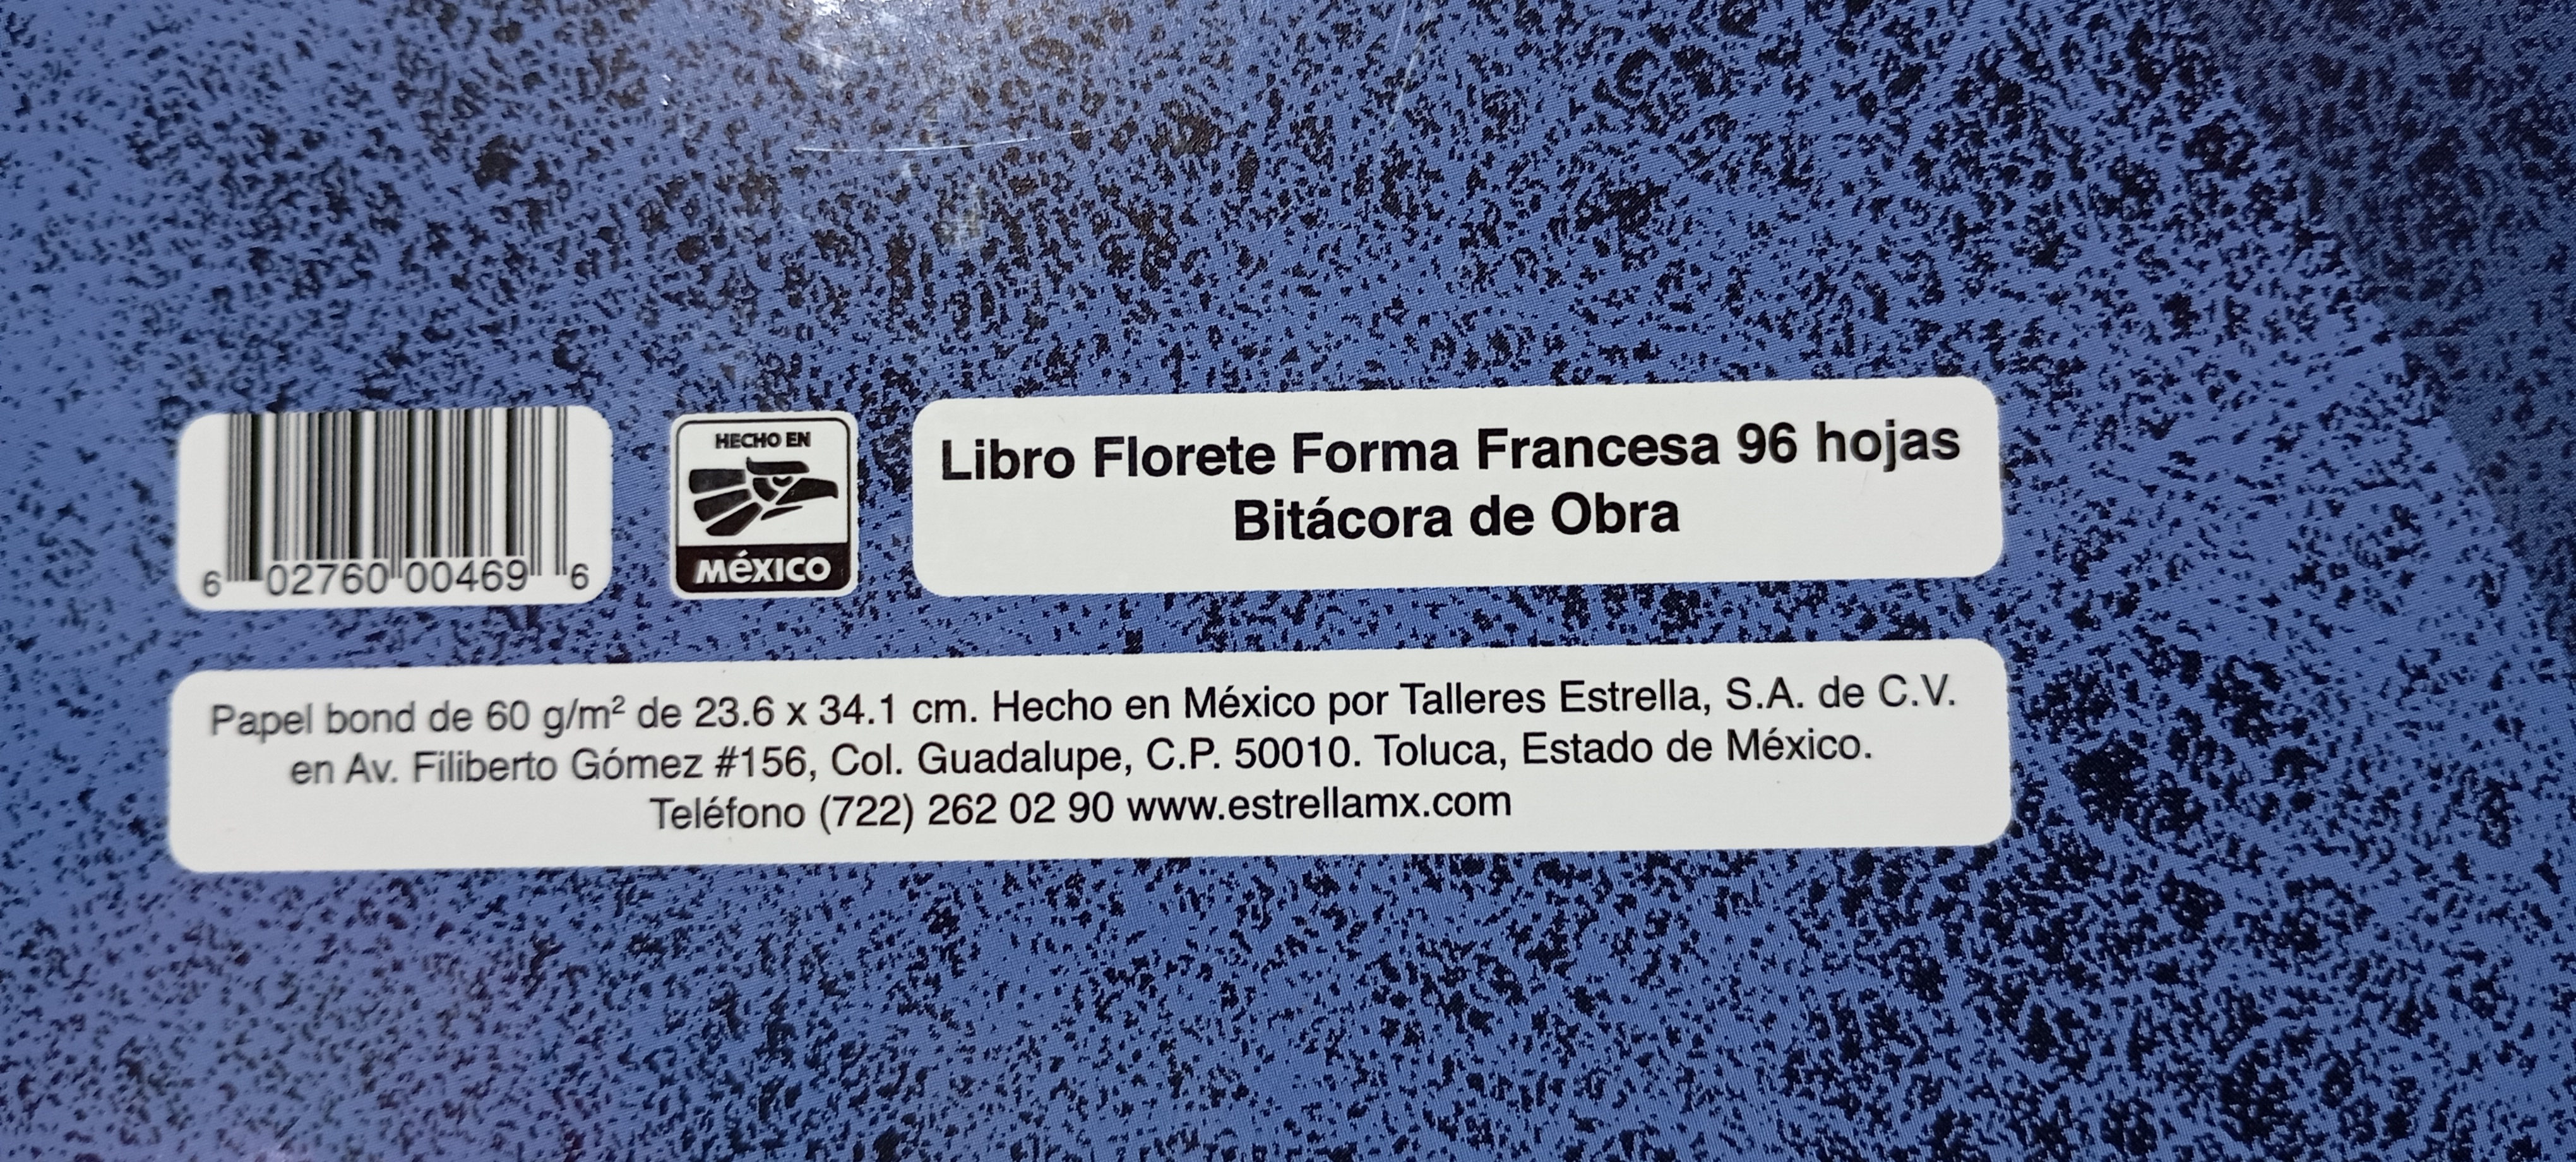 6 02760 00469 6
HECHO EN
MÉXICO
Libro Florete Forma Francesa 96 hojas
Bitácora de Obra
Papel bond de 60 g/m² de 23.6 x 34.1 cm. Hecho en México por Talleres Estrella, S.A. de C.V.
en Av. Filiberto Gómez #156, Col. Guadalupe, C.P. 50010. Toluca, Estado de México.
Teléfono (722) 262 02 90 www.estrellamx.com